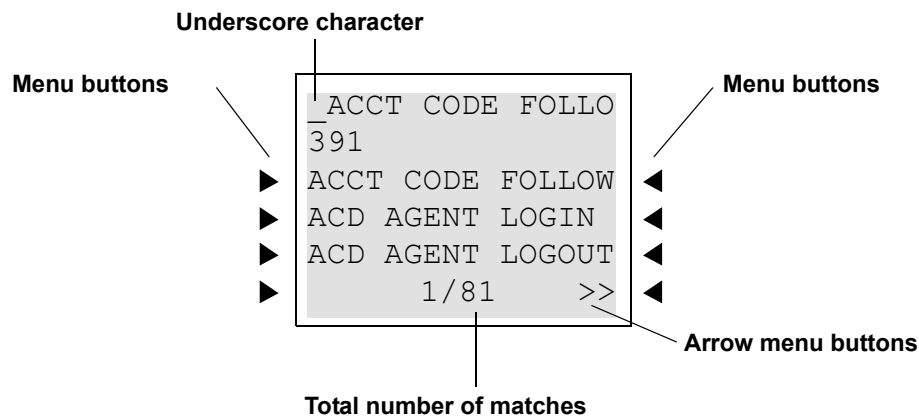 Underscore character
Menu buttons
Menu buttons
_ACCT CODE FOLLO
391
ACCT CODE FOLLOW
ACD AGENT LOGIN
ACD AGENT LOGOUT
1/81 >>
Arrow menu buttons
Total number of matches